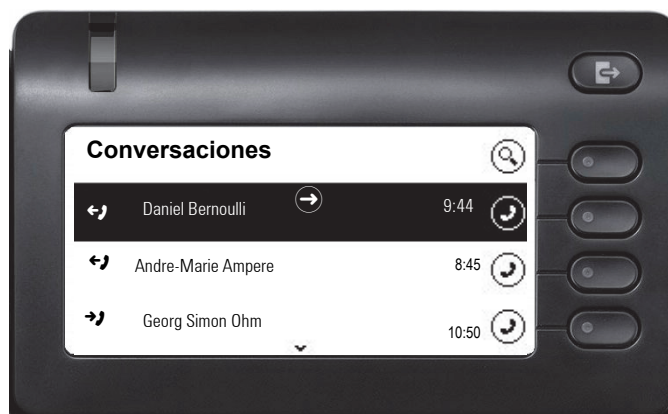 Conversaciones
Daniel Bernoulli 9:44
Andre-Marie Ampere 8:45
Georg Simon Ohm 10:50